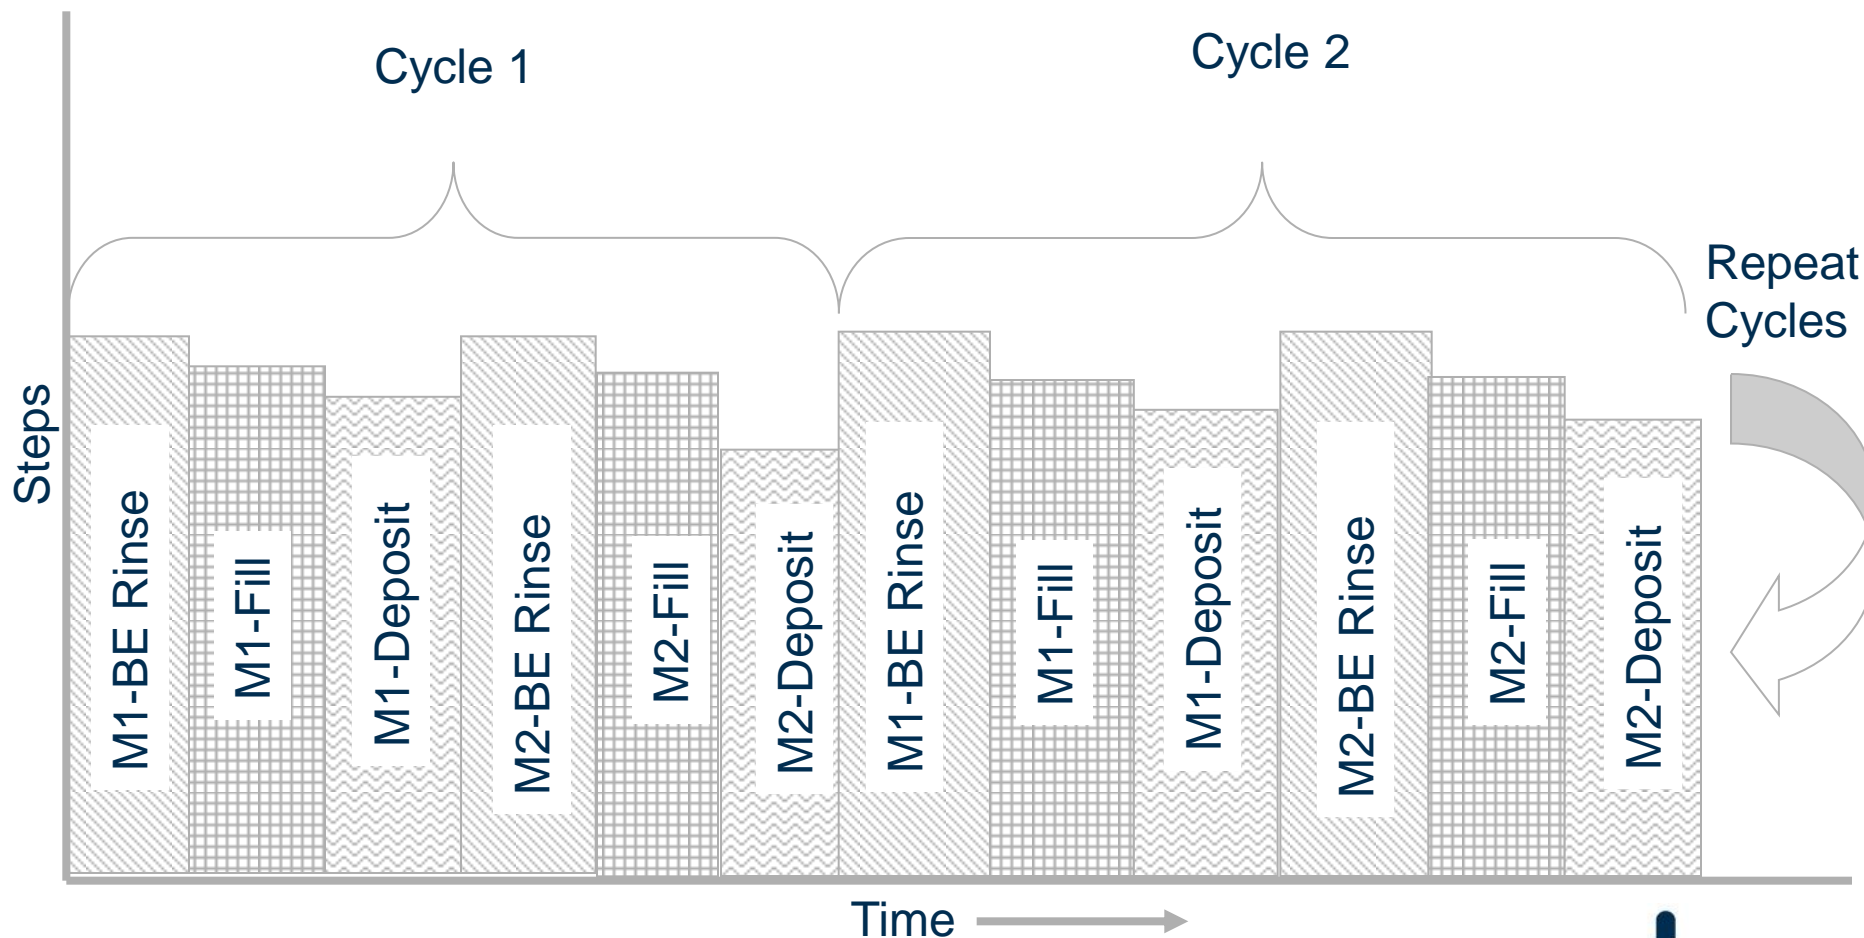 Cycle 1
Cycle 2
Repeat
Cycles
Steps
M1-BE Rinse
M1-Fill
M1-Deposit
M2-BE Rinse
M2-Fill
M2-Deposit
M1-BE Rinse
M1-Fill
M1-Deposit
M2-BE Rinse
M2-Fill
M2-Deposit
Time